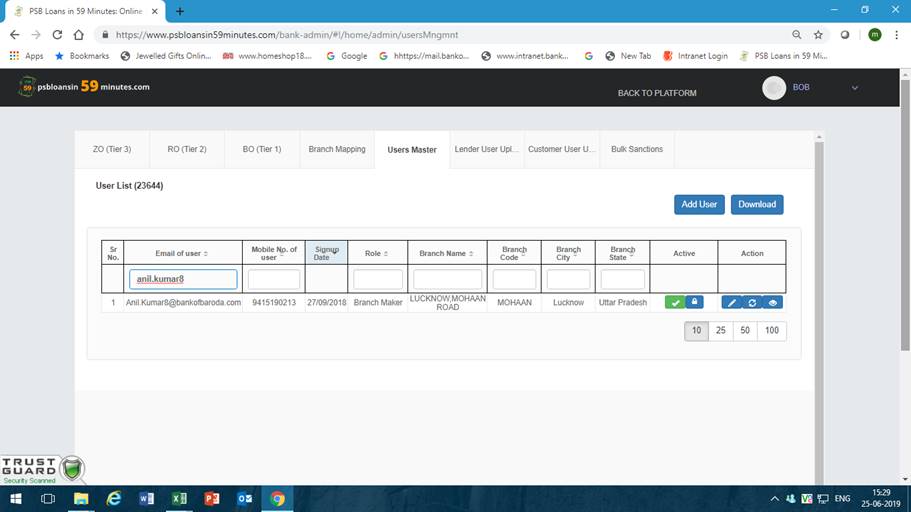 PSB Loans in 59 Minutes: Online
https://www.psbloansin59minutes.com/bank-admin/#!/home/admin/usersMngmnt
m
Apps Bookmarks Jewelled Gifts Onlin... www.homeshop18.... Google hhttps://mail.banko... www.intranet.bank... New Tab Intranet Login PSB Loans in 59 Mi...
59 psbloansin 59 minutes.com
BACK TO PLATFORM BOB
ZO (Tier 3) RO (Tier 2) BO (Tier 1) Branch Mapping Users Master Lender User Upl... Customer User U... Bulk Sanctions
User List (23644)
Add User Download
Sr No. Email of user Mobile No. of user Signup Date Role Branch Name Branch Code Branch City Branch State Active Action
anil.kumar8
1 Anil.Kumar8@bankofbaroda.com 9415190213 27/09/2018 Branch Maker LUCKNOW,MOHAAN ROAD MOHAAN Lucknow Uttar Pradesh
10 25 50 100
TRUST
GUARD
Security Scanned
ENG 15:29
25-06-2019